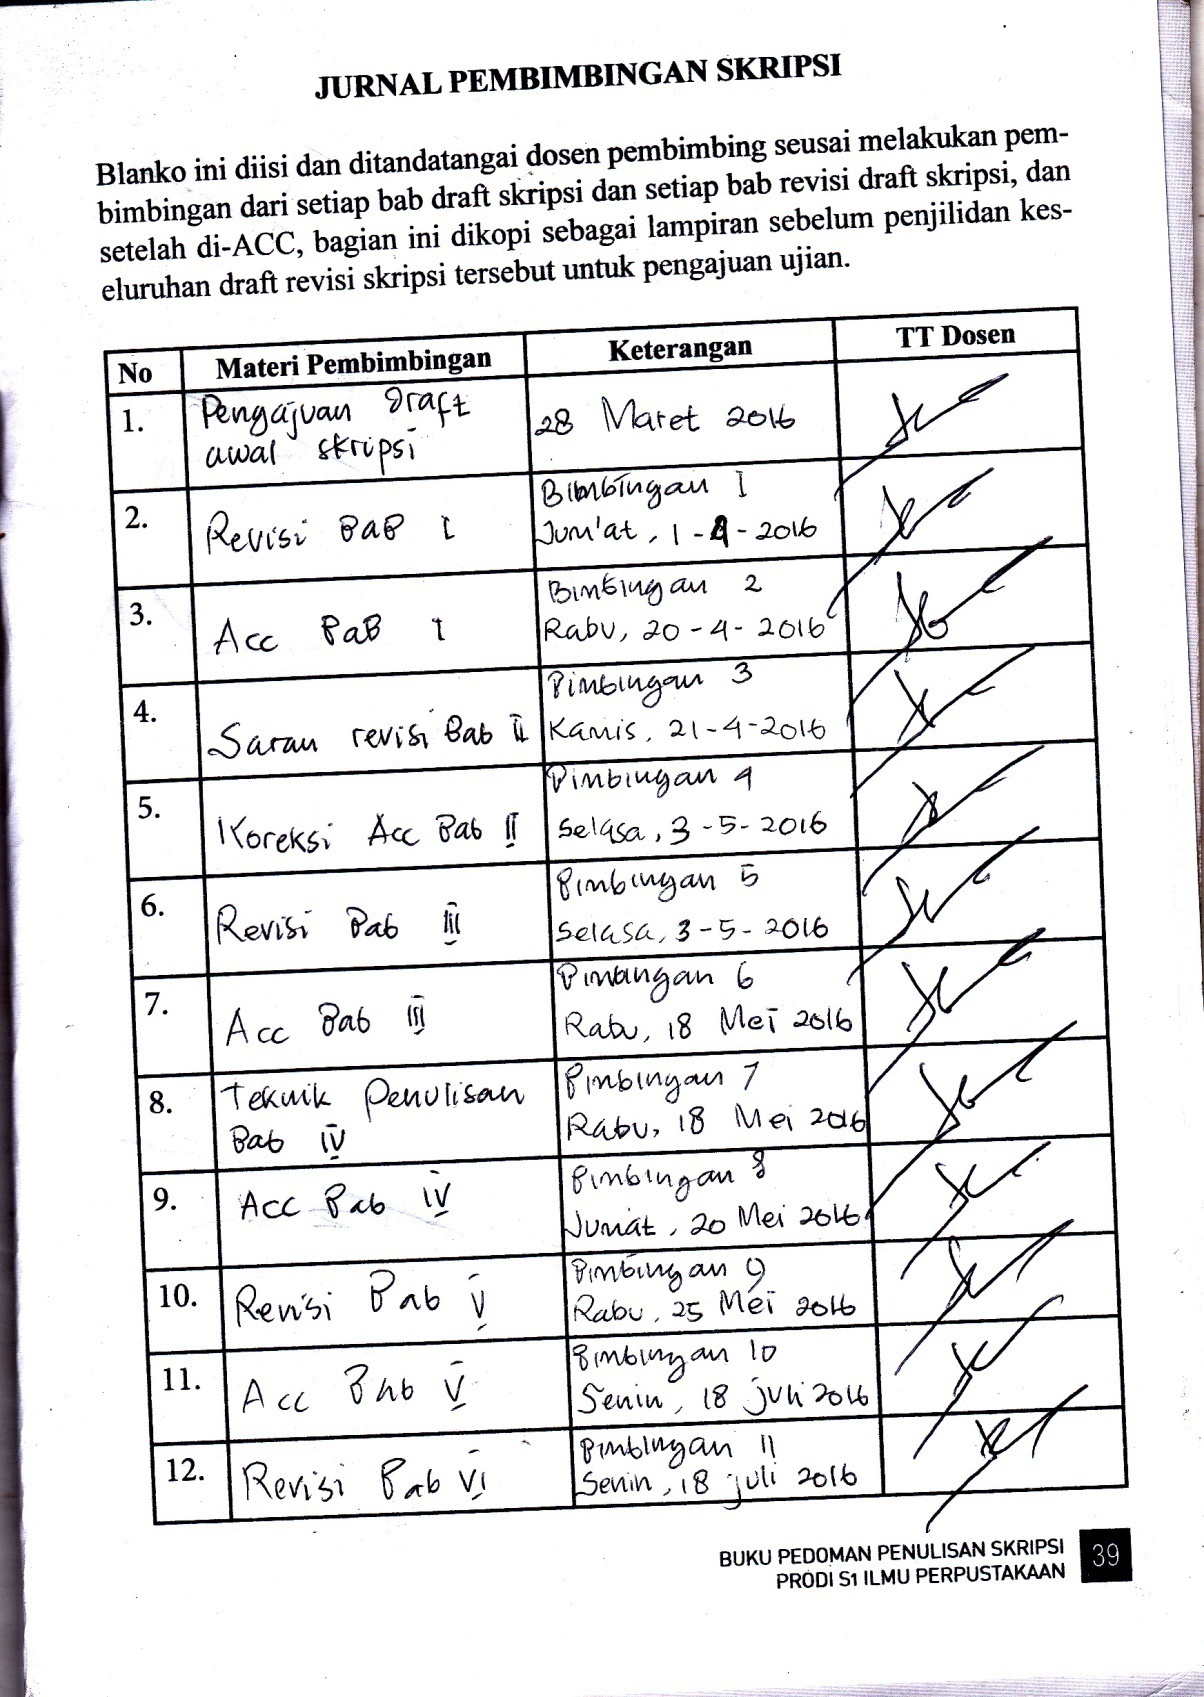 JURNAL PEMBIMBINGAN SKRIPSI
Blanko ini diisi dan ditandatangai dosen pembimbing seusai melakukan pem-
bimbingan dari setiap bab draft skripsi dan setiap bab revisi draft skripsi, dan
setelah di-ACC, bagian ini dikopi sebagai lampiran sebelum penjilidan kes-
eluruhan draft revisi skripsi tersebut untuk pengajuan ujian.
No Materi Pembimbingan Keterangan TT Dosen
1. Pengajuan draft
awal skripsi 28 Maret 2016
2. Revisi BAB I Bimbingan I
Jum'at, 1-4-2016
3. Acc BaB I Bimbingan 2
Rabu, 20-4-2016
4. Saran revisi Bab II Bimbingan 3
Kamis, 21-4-2016
5. Koreksi Acc Bab II Bimbingan 4
Selasa, 3-5-2016
6. Revisi Bab III Bimbingan 5
Selasa, 3-5-2016
7. Acc Bab III Bimbingan 6
Rabu, 18 Mei 2016
8. Teknik Penulisan
Bab IV Bimbingan 7
Rabu, 18 Mei 2016
9. Acc Bab IV Bimbingan 8
Jumat, 20 Mei 2016
10. Revisi Bab V Bimbingan 9
Rabu, 25 Mei 2016
11. Acc Bab V Bimbingan 10
Senin, 18 juli 2016
12. Revisi Bab VI Bimbingan 11
Senin, 18 juli 2016
BUKU PEDOMAN PENULISAN SKRIPSI
PRODI S1 ILMU PERPUSTAKAAN
39